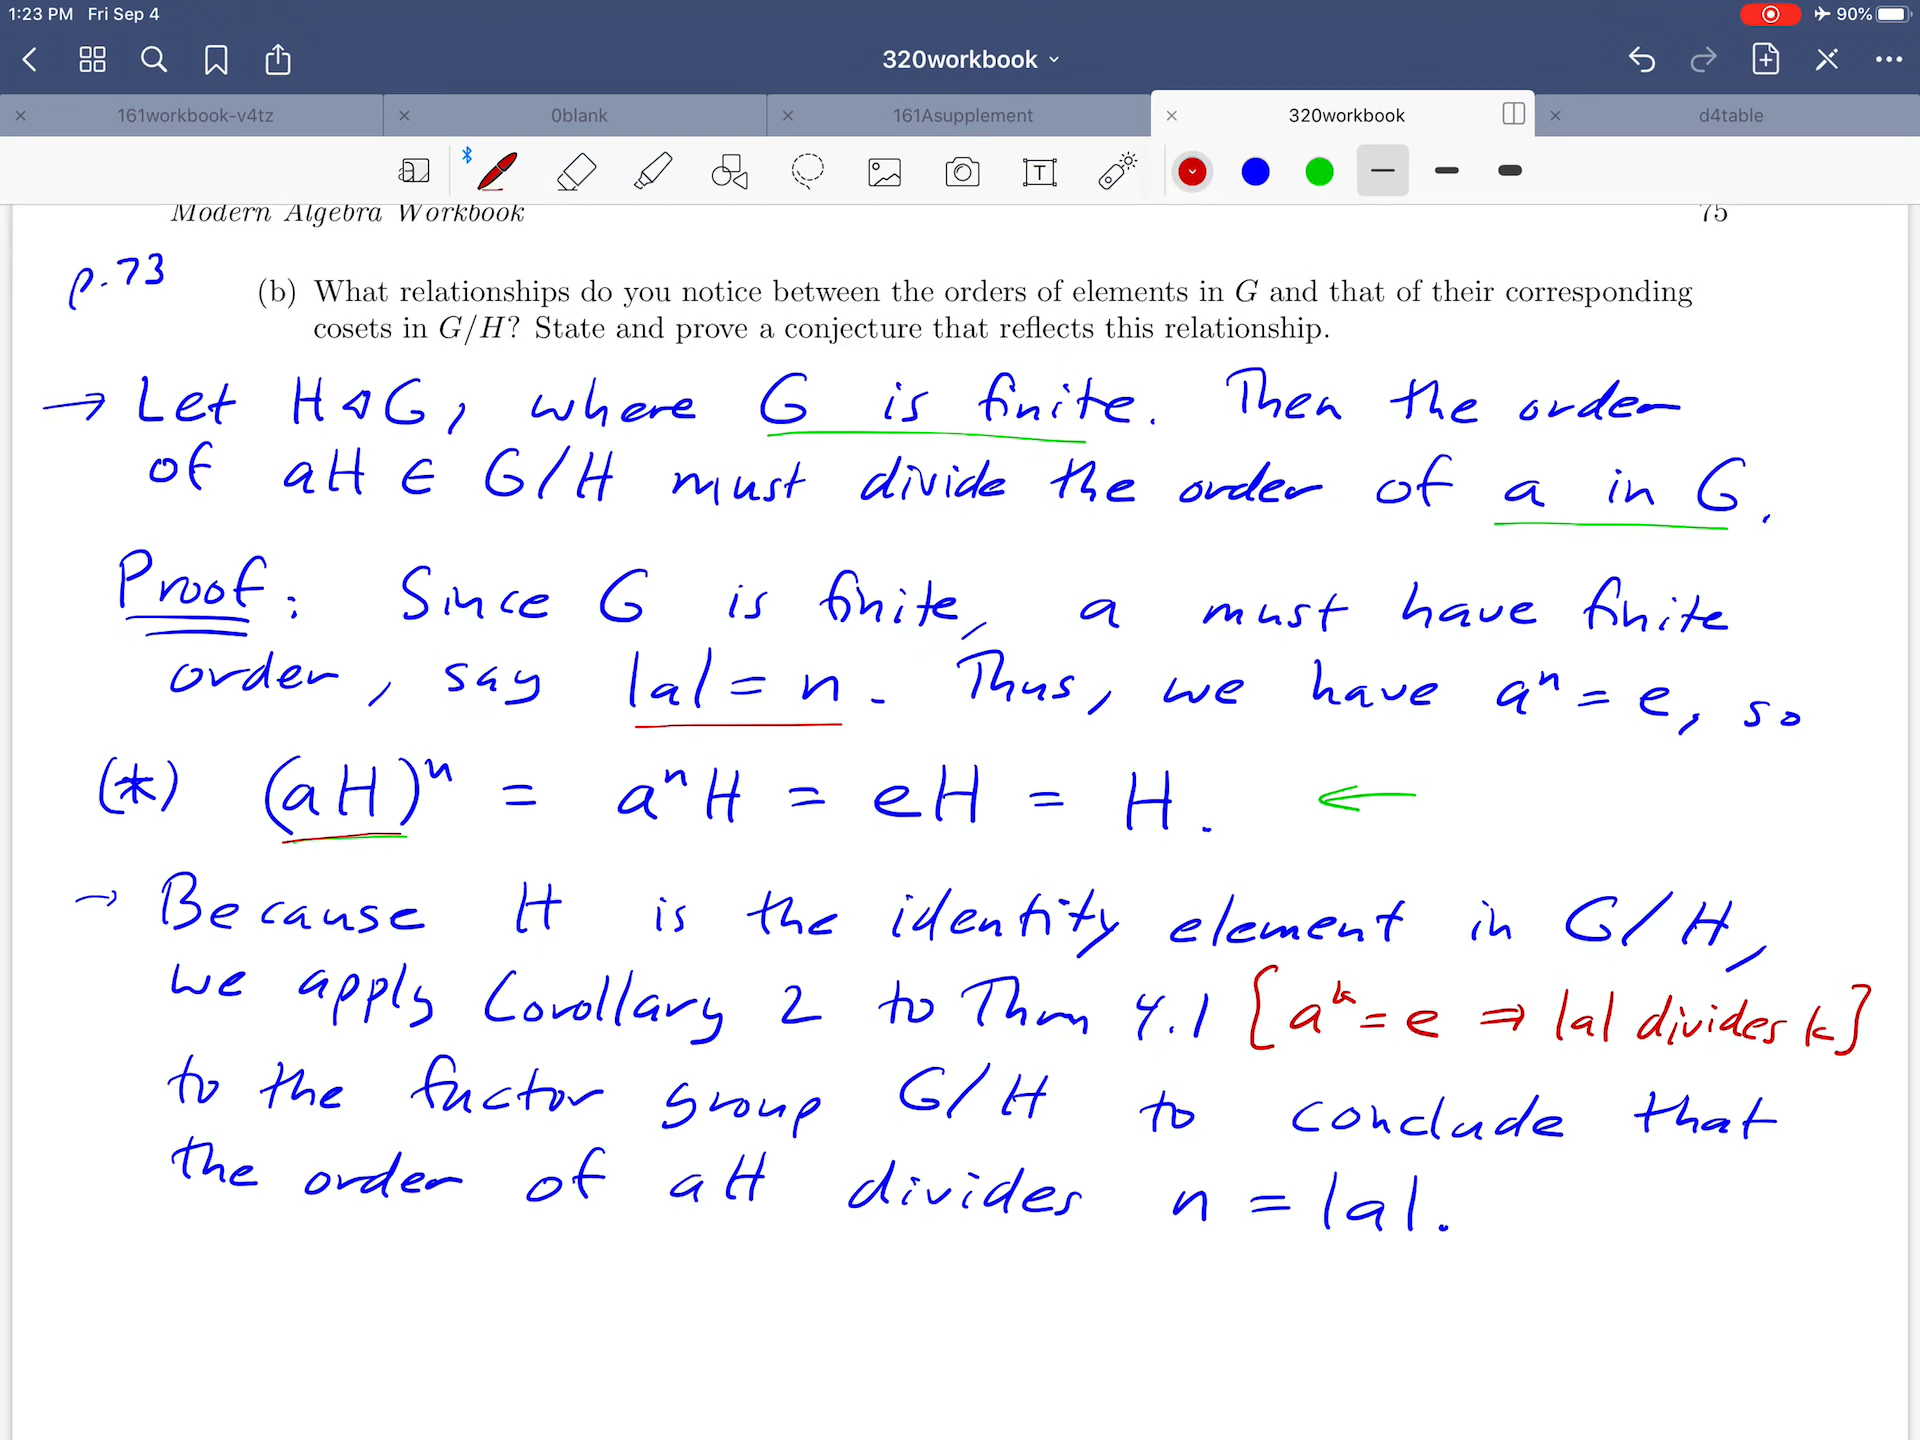 1:23 PM Fri Sep 4 90%
320workbook
161workbook-v4tz 0blank 161Asupplement 320workbook d4table
Modern Algebra Workbook 75
p. 73
(b) What relationships do you notice between the orders of elements in G and that of their corresponding
cosets in G/H? State and prove a conjecture that reflects this relationship.
→ Let H ⊲ G, where G is finite. Then the order
of aH ∈ G/H must divide the order of a in G.
Proof: Since G is finite, a must have finite
order, say |a| = n. Thus, we have aⁿ = e, so
(*) (aH)ⁿ = aⁿH = eH = H. ←
→ Because H is the identity element in G/H,
we apply Corollary 2 to Thm 4.1 [aᵏ = e ⇒ |a| divides k]
to the factor group G/H to conclude that
the order of aH divides n = |a|.